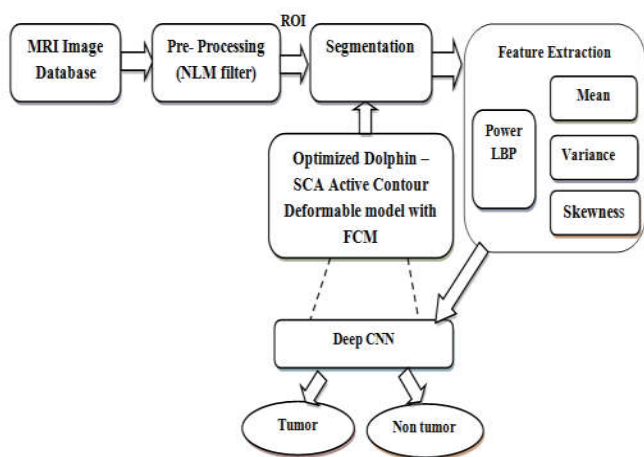 MRI Image
Database
Pre- Processing
(NLM filter)
ROI
Segmentation
Feature Extraction
Mean
Power
LBP
Variance
Skewness
Optimized Dolphin –
SCA Active Contour
Deformable model with
FCM
Deep CNN
Tumor
Non tumor